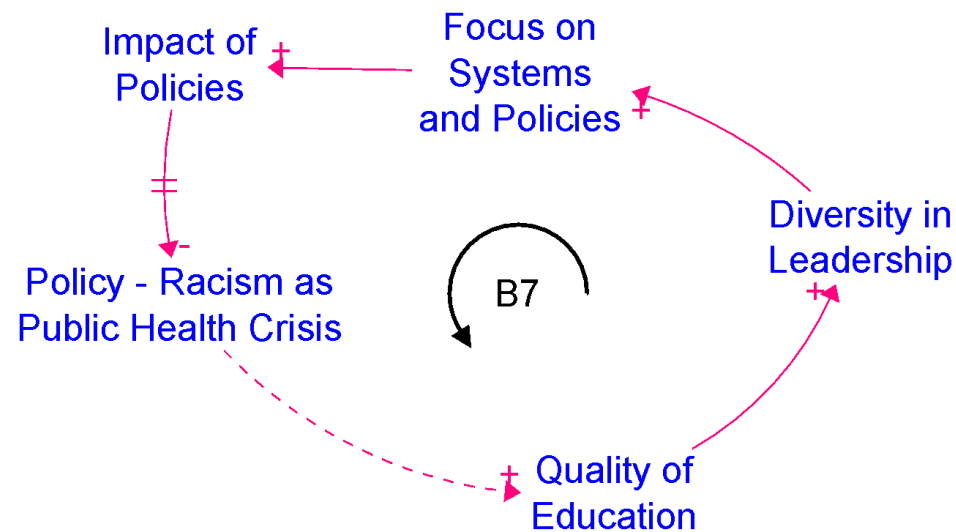 Impact of
Policies
+
Focus on
Systems
and Policies
+
Diversity in
Leadership
+
-
Policy - Racism as
Public Health Crisis
B7
+
Quality of
Education